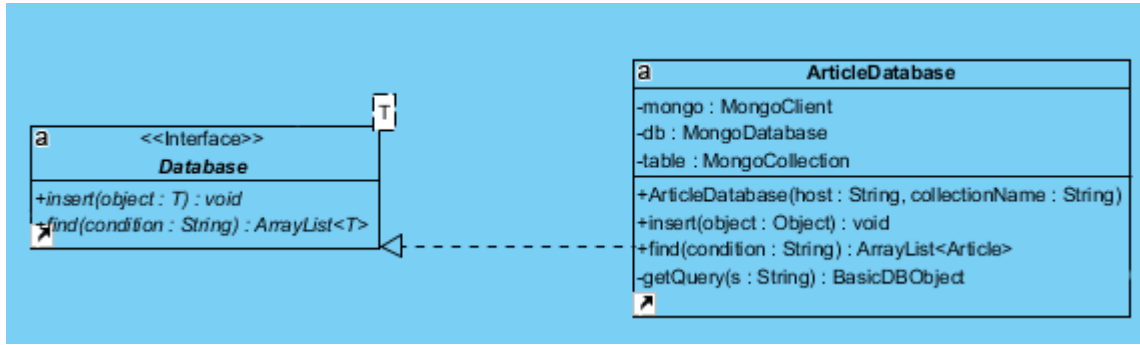 T
a
<<Interface>>
Database
+insert(object : T) : void
+find(condition : String) : ArrayList<T>
a
ArticleDatabase
-mongo : MongoClient
-db : MongoDatabase
-table : MongoCollection
+ArticleDatabase(host : String, collectionName : String)
+insert(object : Object) : void
+find(condition : String) : ArrayList<Article>
-getQuery(s : String) : BasicDBObject